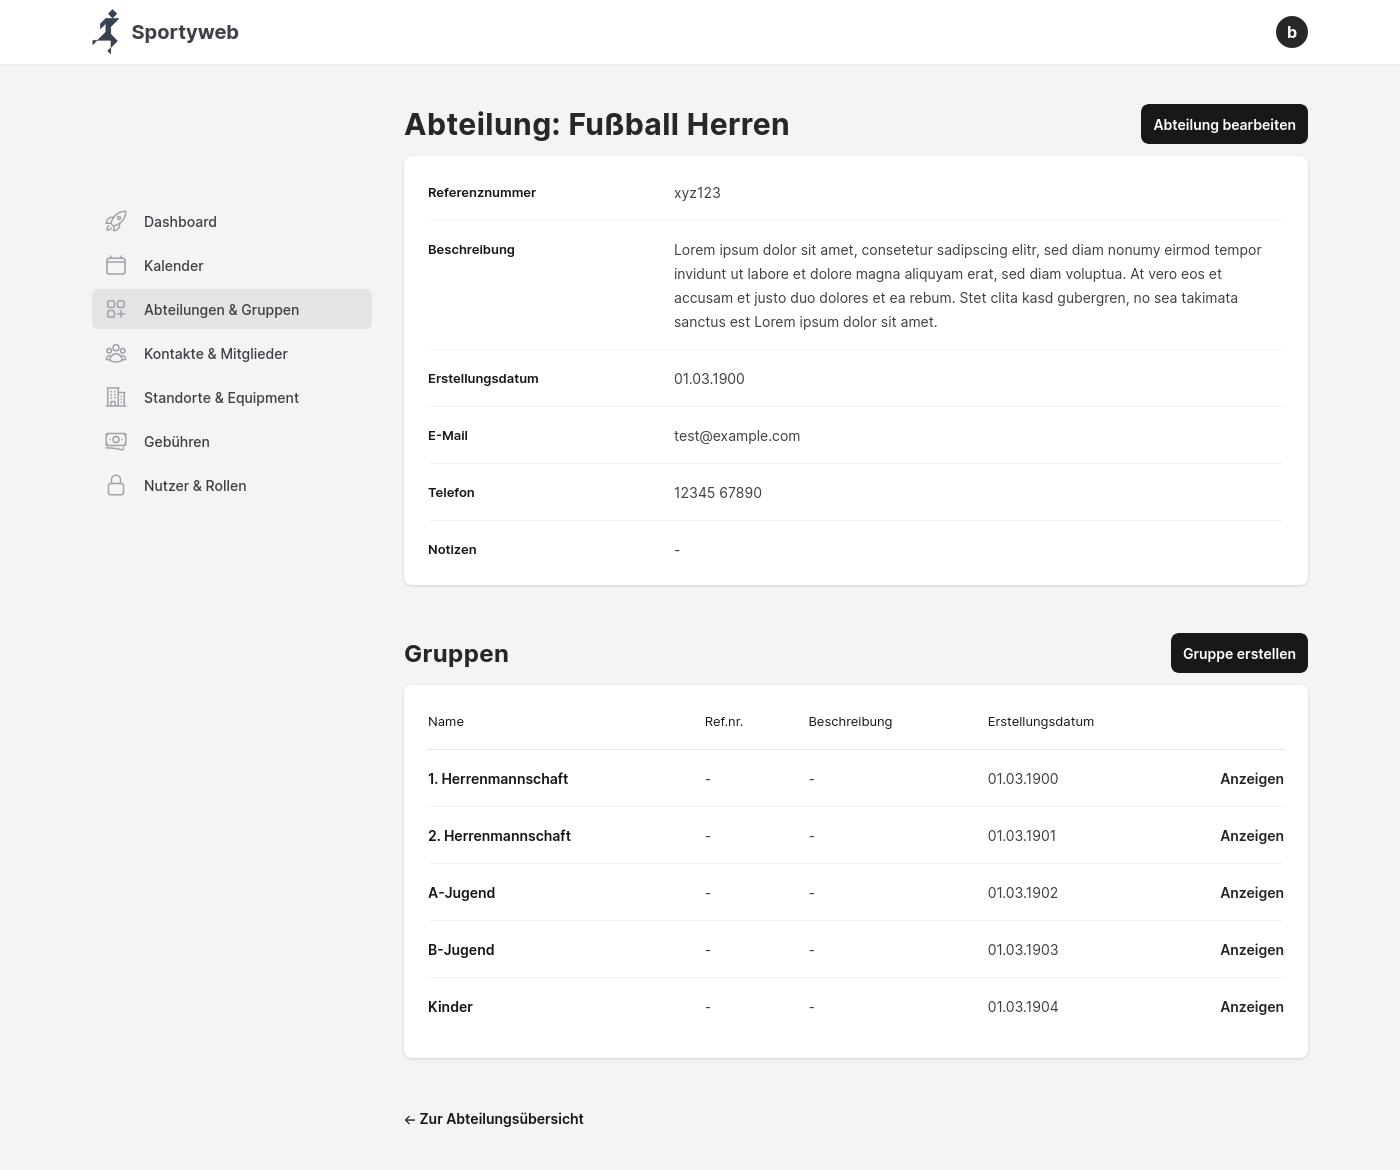 Sportyweb
b
Dashboard
Kalender
Abteilungen & Gruppen
Kontakte & Mitglieder
Standorte & Equipment
Gebühren
Nutzer & Rollen
Abteilung: Fußball Herren
Abteilung bearbeiten
Referenznummer xyz123
Beschreibung Lorem ipsum dolor sit amet, consetetur sadipscing elitr, sed diam nonumy eirmod tempor
invidunt ut labore et dolore magna aliquyam erat, sed diam voluptua. At vero eos et
accusam et justo duo dolores et ea rebum. Stet clita kasd gubergren, no sea takimata
sanctus est Lorem ipsum dolor sit amet.
Erstellungsdatum 01.03.1900
E-Mail test@example.com
Telefon 12345 67890
Notizen -
Gruppen
Gruppe erstellen
Name Ref.nr. Beschreibung Erstellungsdatum
1. Herrenmannschaft - - 01.03.1900 Anzeigen
2. Herrenmannschaft - - 01.03.1901 Anzeigen
A-Jugend - - 01.03.1902 Anzeigen
B-Jugend - - 01.03.1903 Anzeigen
Kinder - - 01.03.1904 Anzeigen
← Zur Abteilungsübersicht